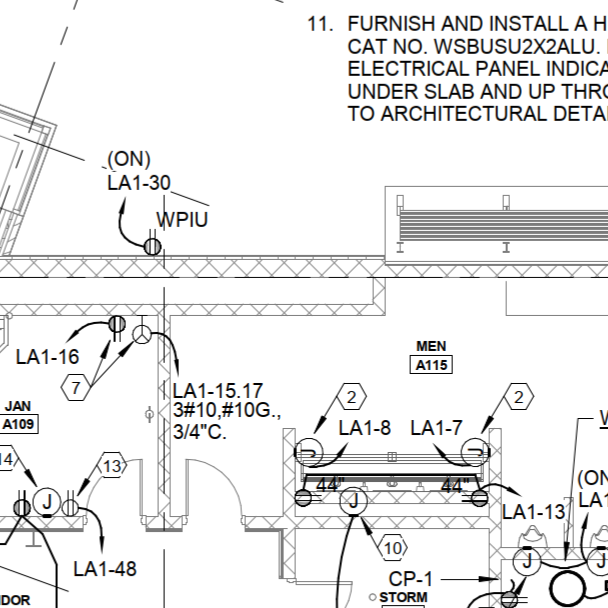 11. FURNISH AND INSTALL A H
CAT NO. WSBUSU2X2ALU.
ELECTRICAL PANEL INDICA
UNDER SLAB AND UP THRO
TO ARCHITECTURAL DETA
(ON)
LA1-30
WPIU
LA1-16
7
LA1-15.17
3#10,#10G.,
3/4"C.
MEN
A115
JAN
A109
2
2
LA1-8
LA1-7
J
J
14
J
13
44"
J
44"
10
LA1-13
(ON
LA1
W
LA1-48
J
J
CP-1
STORM
DOR